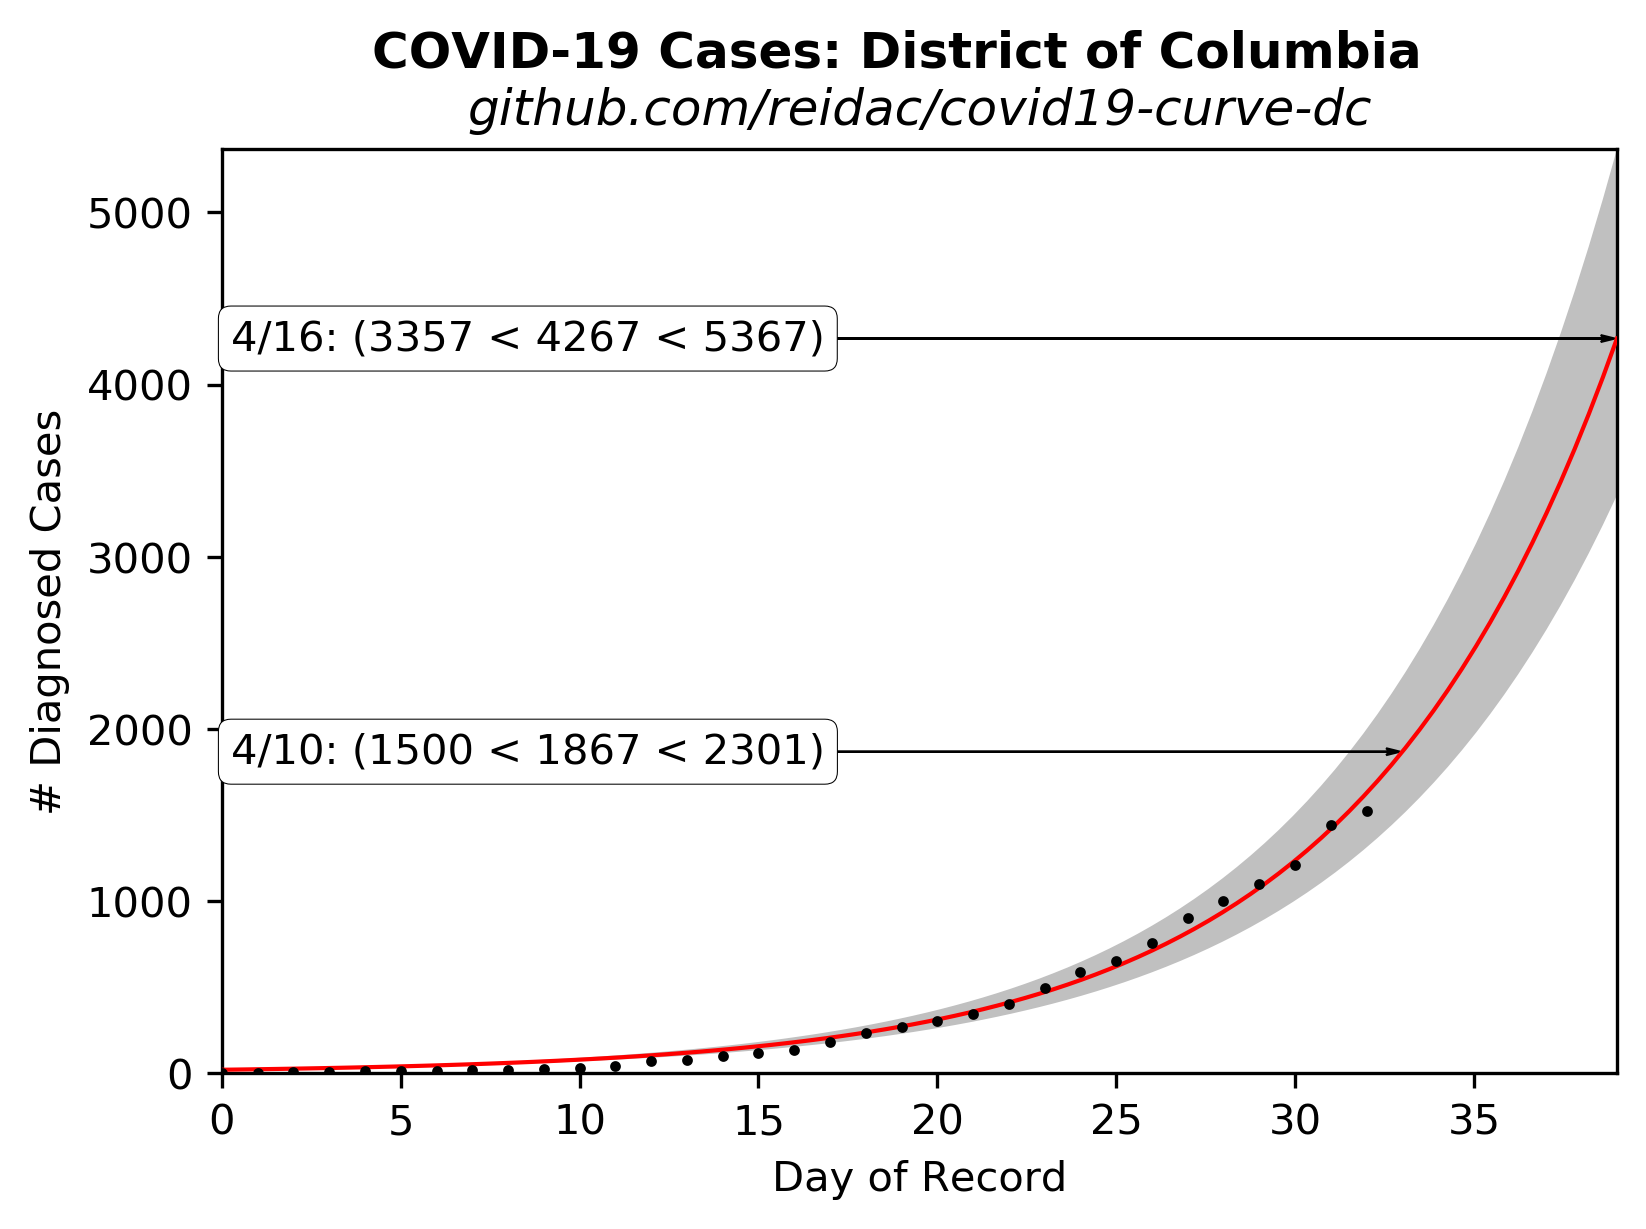 COVID-19 Cases: District of Columbia
github.com/reidac/covid19-curve-dc
# Diagnosed Cases
5000
4000
3000
2000
1000
0
4/16: (3357 < 4267 < 5367)
4/10: (1500 < 1867 < 2301)
0 5 10 15 20 25 30 35
Day of Record